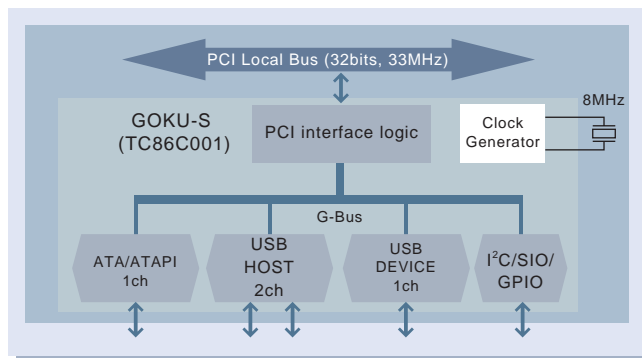 PCI Local Bus (32bits, 33MHz)
GOKU-S
(TC86C001)
PCI interface logic
Clock
Generator
8MHz
G-Bus
ATA/ATAPI
1ch
USB
HOST
2ch
USB
DEVICE
1ch
I²C/SIO/
GPIO